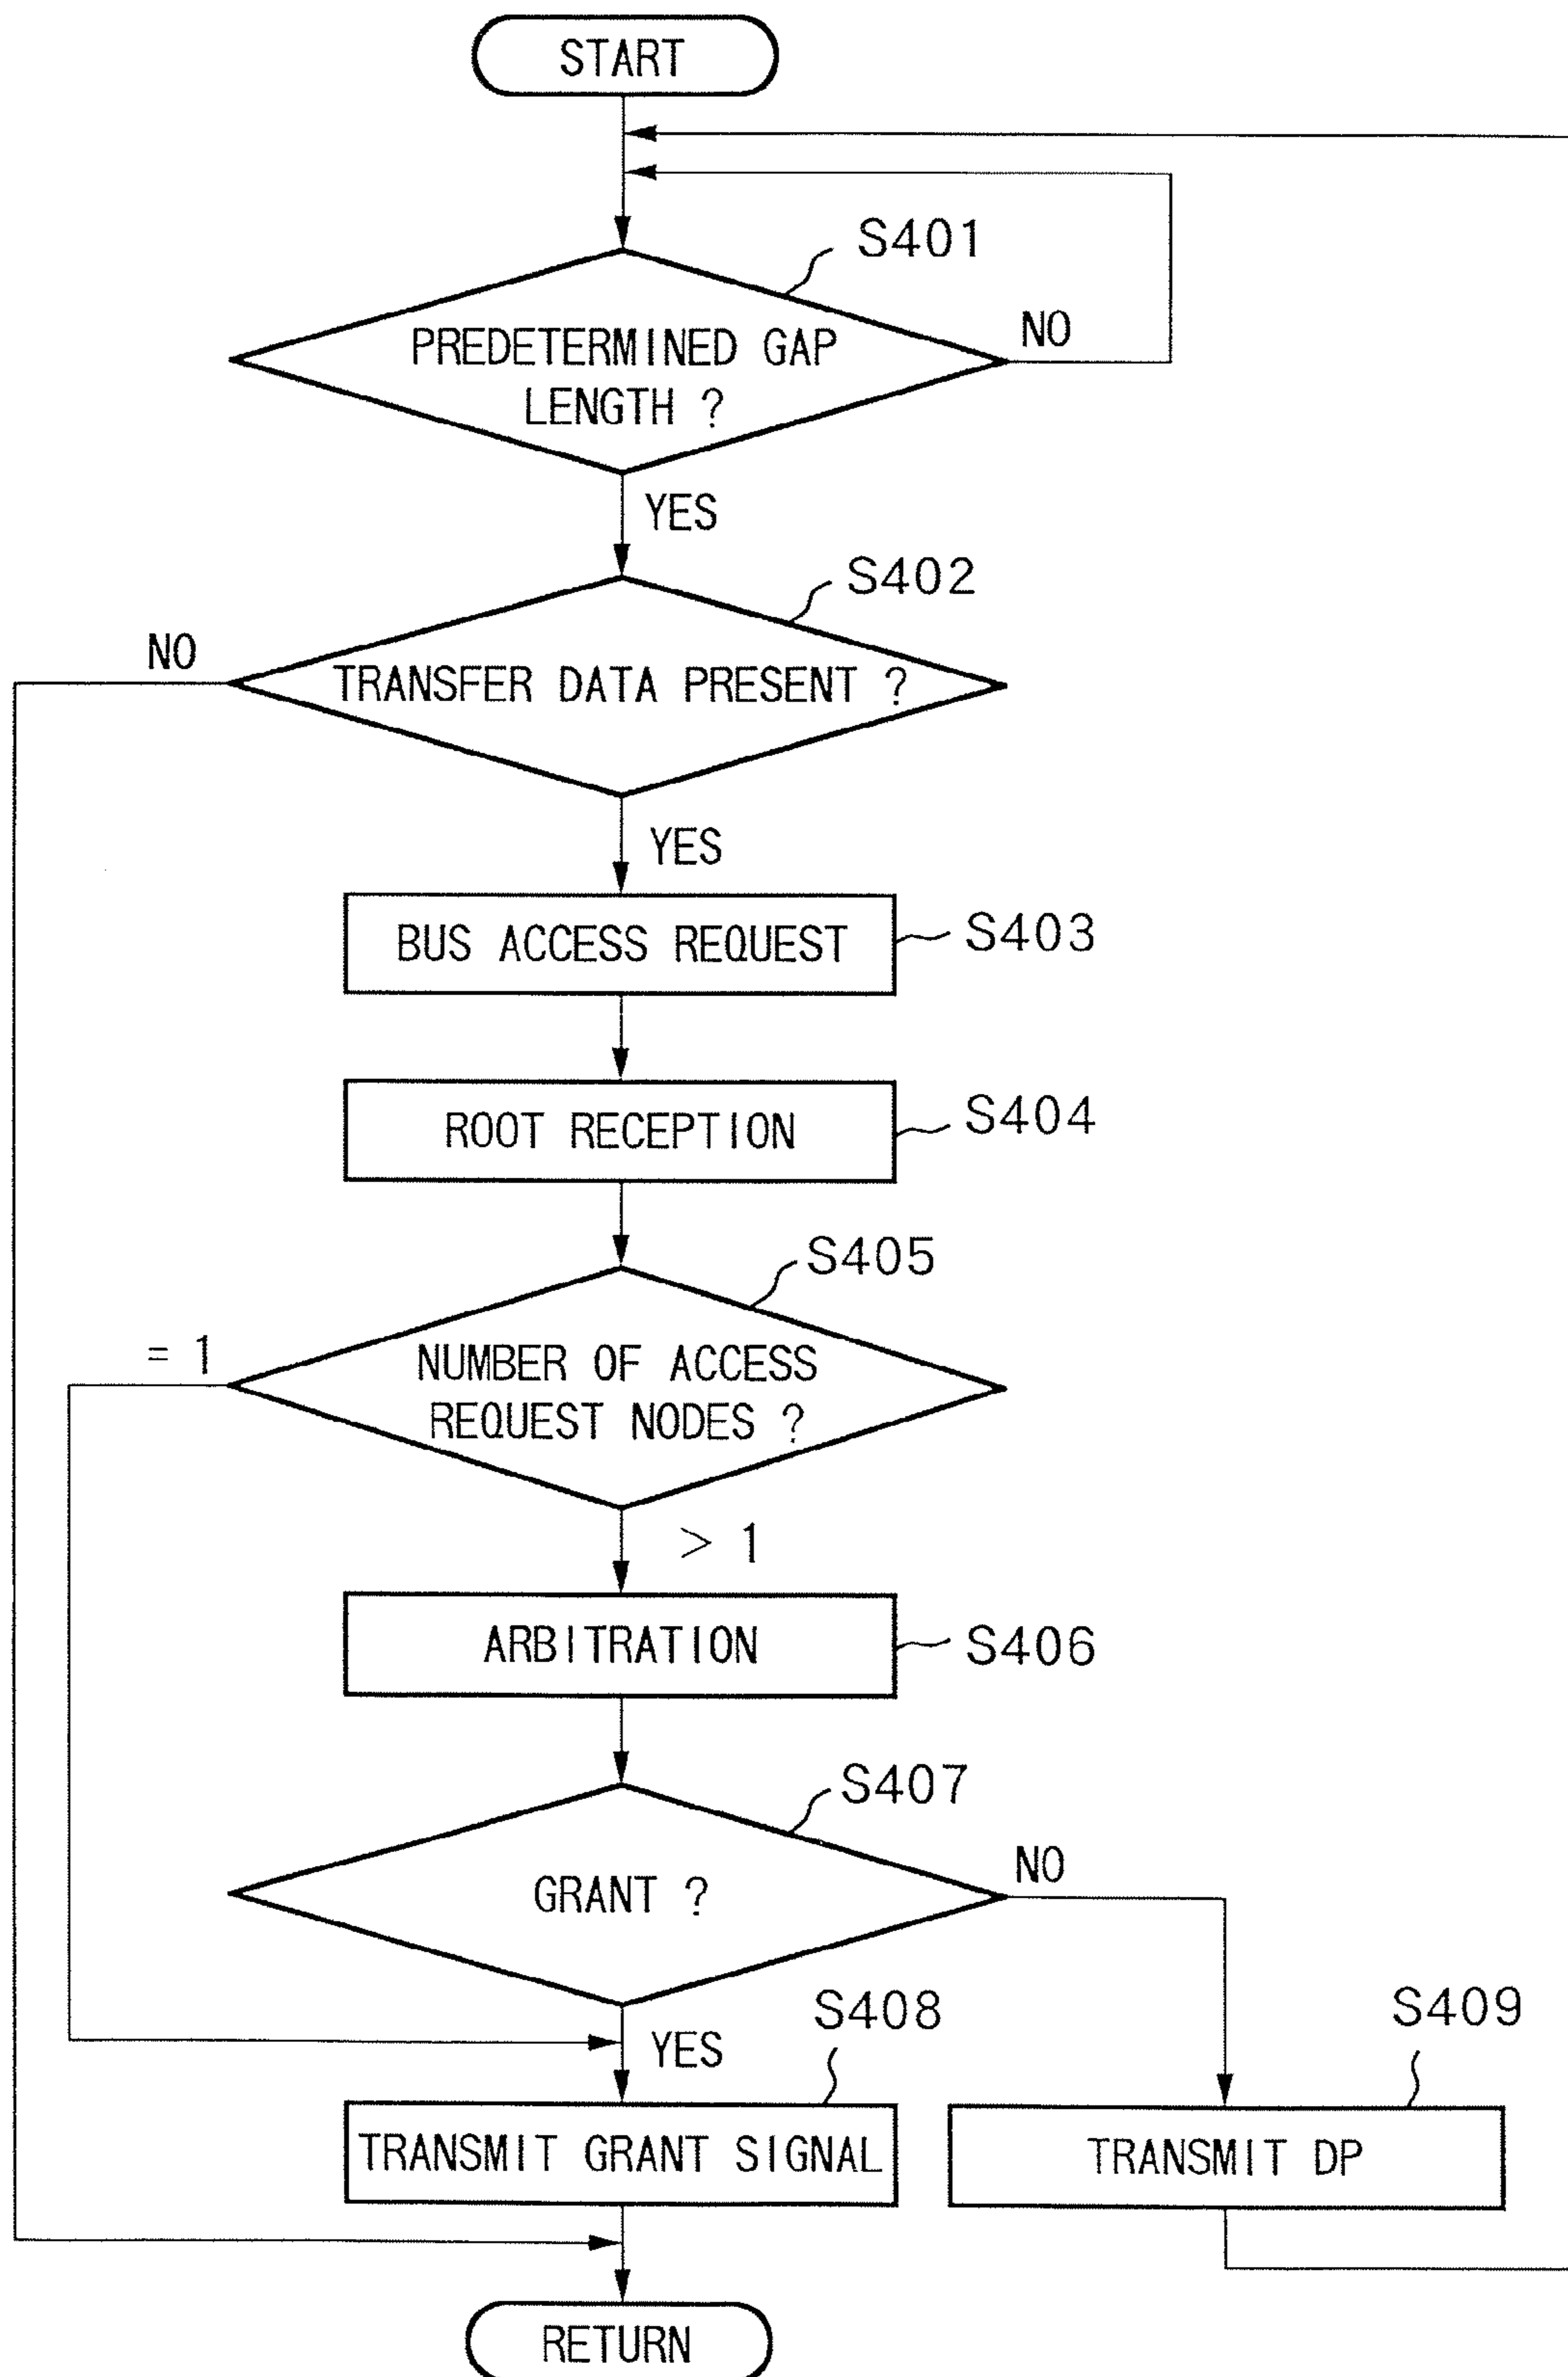 START
S401
PREDETERMINED GAP
LENGTH ?
NO
YES
S402
NO
TRANSFER DATA PRESENT ?
YES
BUS ACCESS REQUEST
S403
ROOT RECEPTION
S404
S405
= 1
NUMBER OF ACCESS
REQUEST NODES ?
> 1
ARBITRATION
S406
S407
NO
GRANT ?
S408
S409
YES
TRANSMIT GRANT SIGNAL
TRANSMIT DP
RETURN